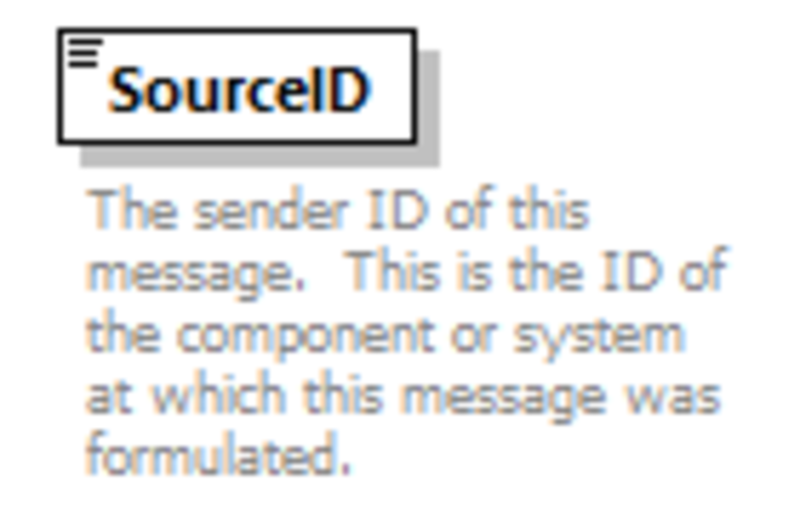 SourceID
The sender ID of this
message.  This is the ID of
the component or system
at which this message was
formulated.